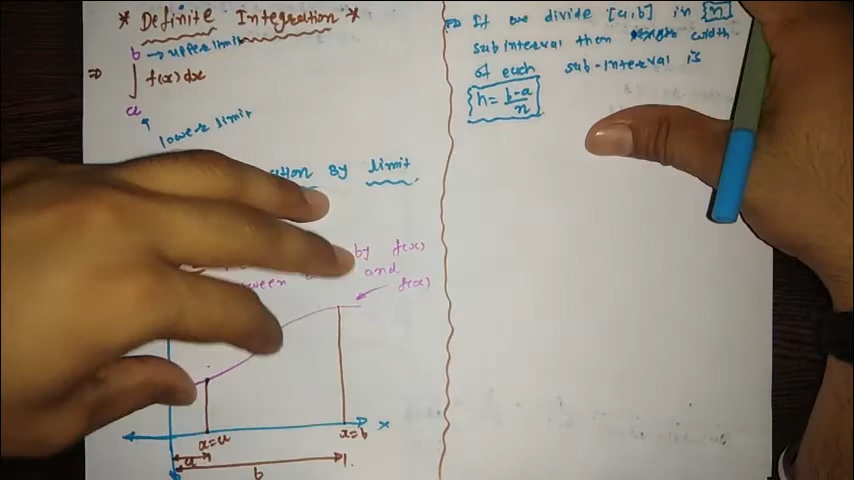 * Definite Integration *
b → upper limit
⇒ ∫ f(x) dx
a
↑
lower limit
by limit
by f(x)
and
f(x)
x
x=a
x=b
a
b
⇒ If we divide [a,b] in [n]
sub interval then width
of each sub-interval is
h = b-a/n